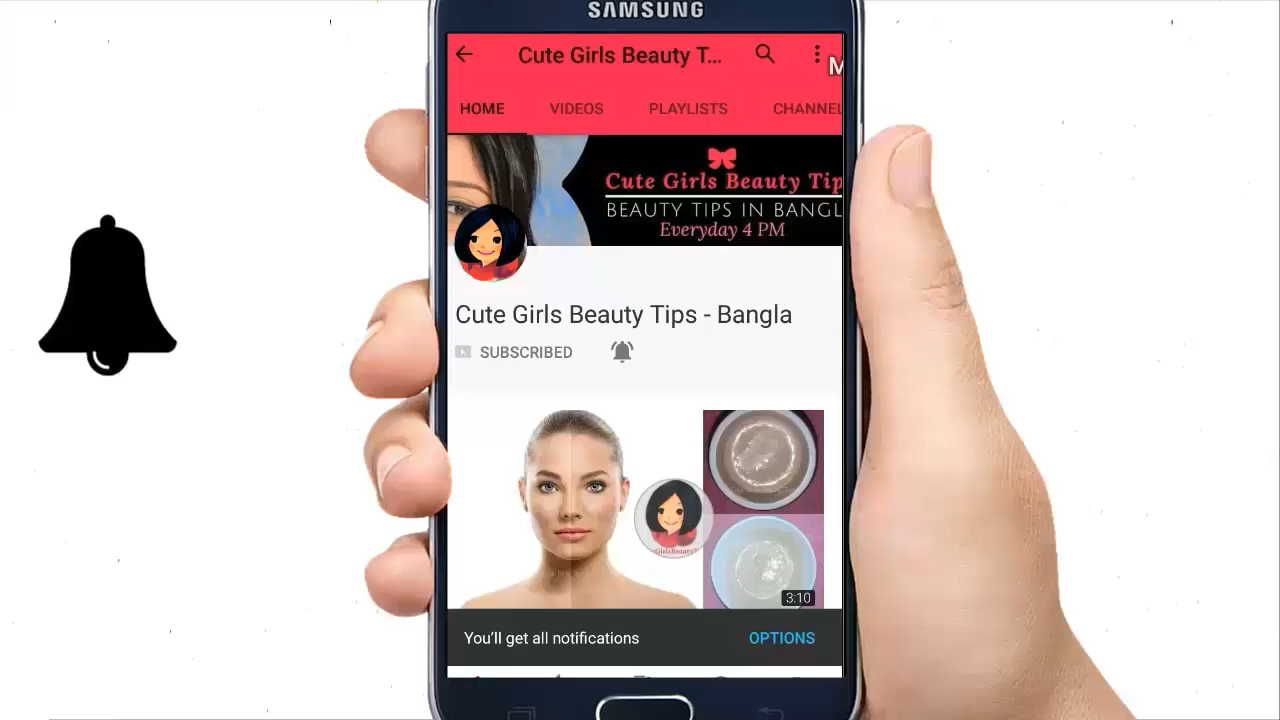 SAMSUNG
Cute Girls Beauty T...
M
HOME VIDEOS PLAYLISTS CHANNEL
Cute Girls Beauty Tip
BEAUTY TIPS IN BANGL
Everyday 4 PM
Cute Girls Beauty Tips - Bangla
SUBSCRIBED
3:10
You'll get all notifications OPTIONS